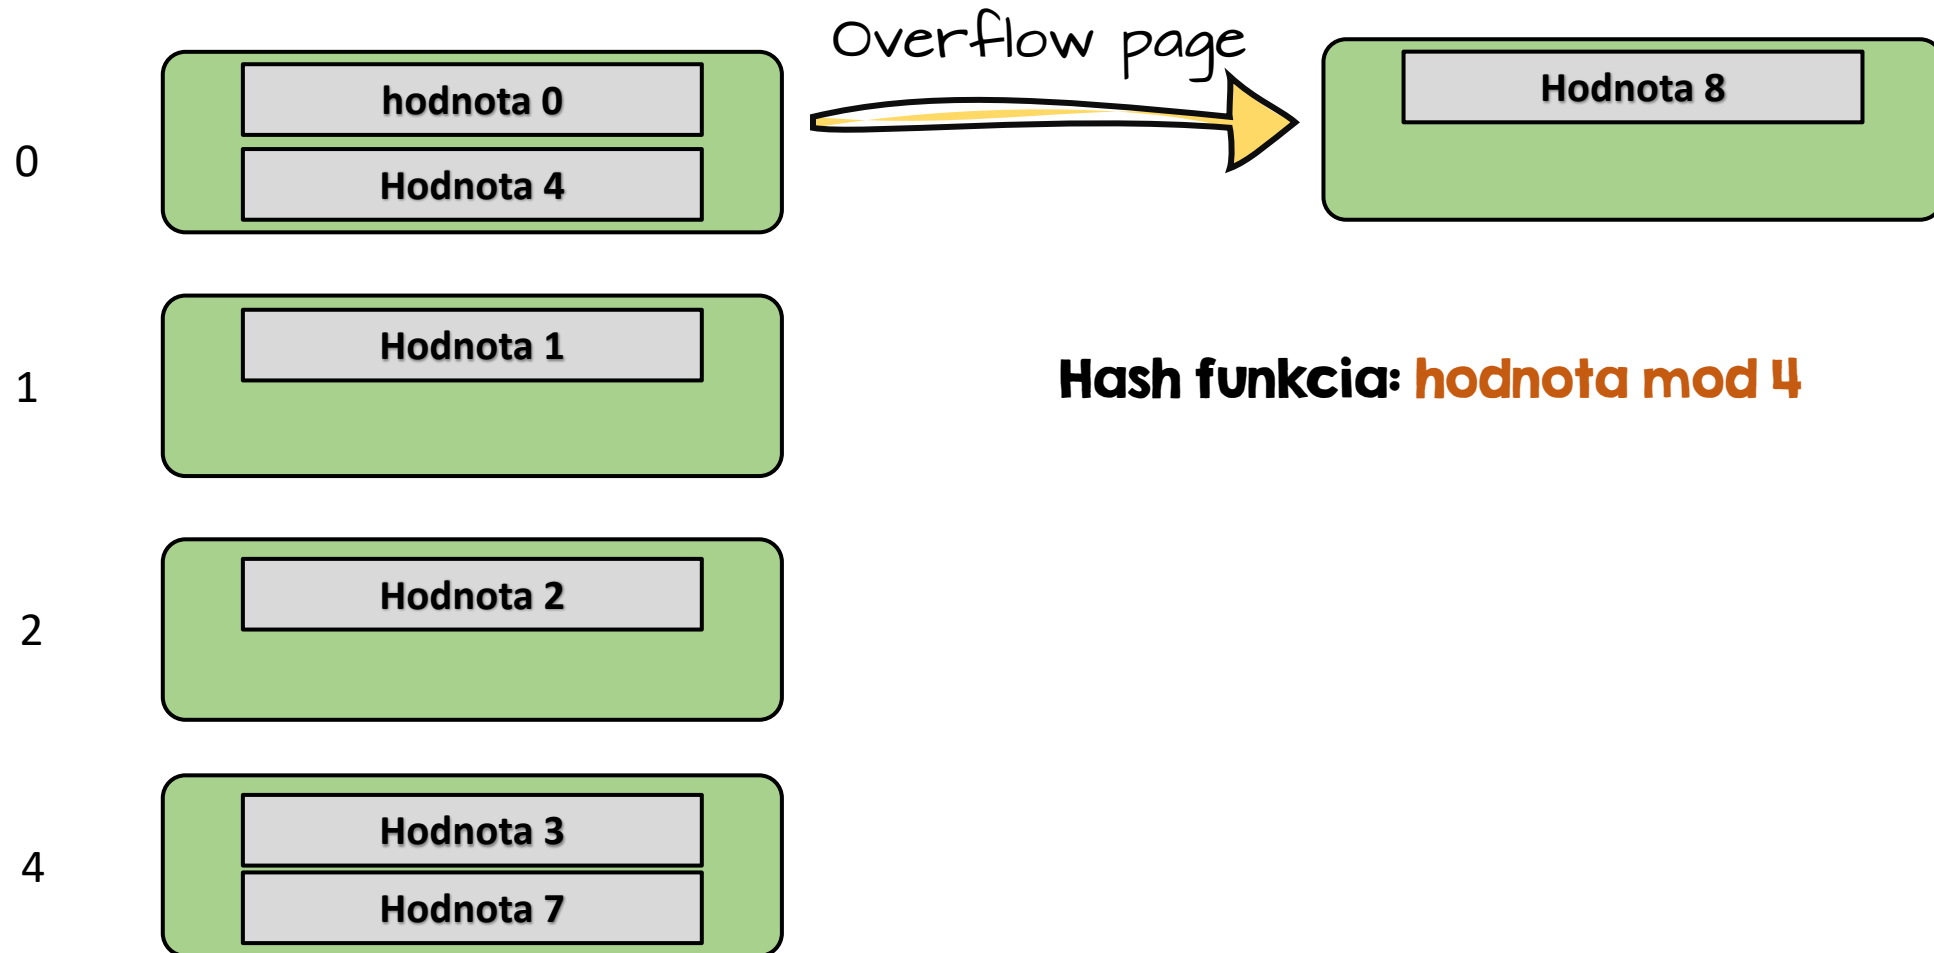 Overflow page
0
hodnota 0
Hodnota 4
Hodnota 8
1
Hodnota 1
Hash funkcia: hodnota mod 4
2
Hodnota 2
4
Hodnota 3
Hodnota 7